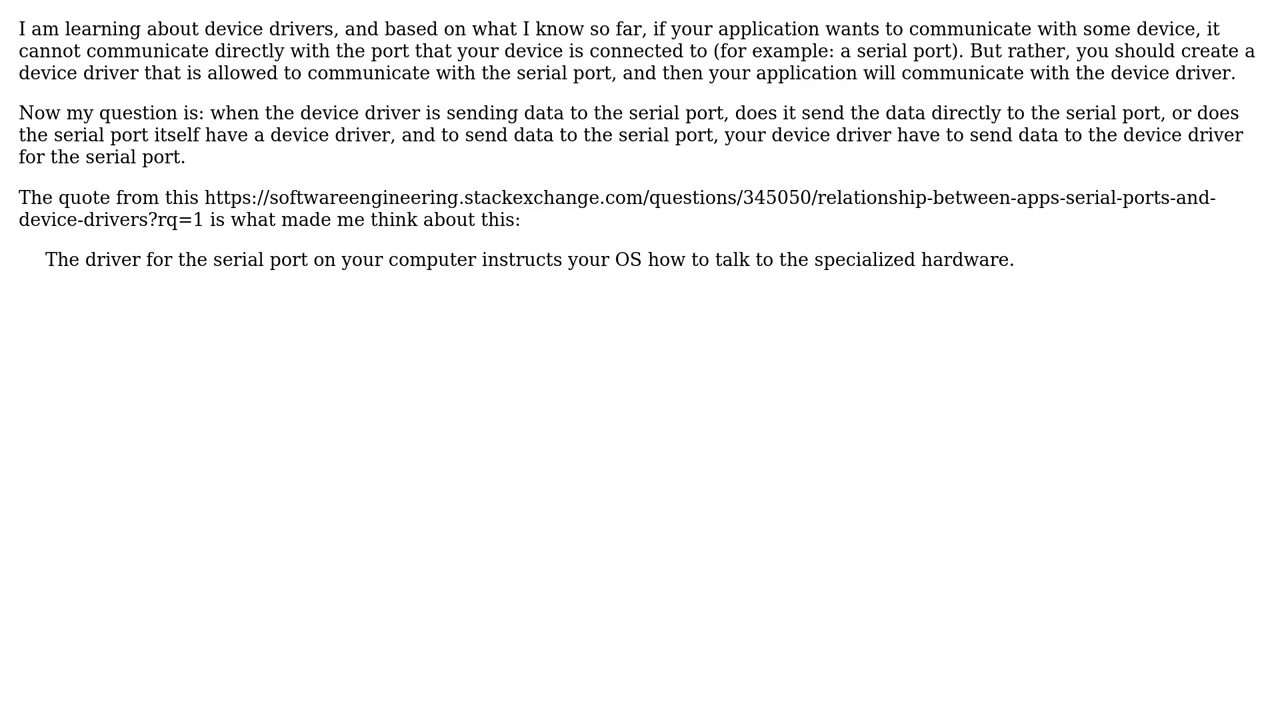 I am learning about device drivers, and based on what I know so far, if your application wants to communicate with some device, it
cannot communicate directly with the port that your device is connected to (for example: a serial port). But rather, you should create a
device driver that is allowed to communicate with the serial port, and then your application will communicate with the device driver.
Now my question is: when the device driver is sending data to the serial port, does it send the data directly to the serial port, or does
the serial port itself have a device driver, and to send data to the serial port, your device driver have to send data to the device driver
for the serial port.
The quote from this https://softwareengineering.stackexchange.com/questions/345050/relationship-between-apps-serial-ports-and-
device-drivers?rq=1 is what made me think about this:
The driver for the serial port on your computer instructs your OS how to talk to the specialized hardware.